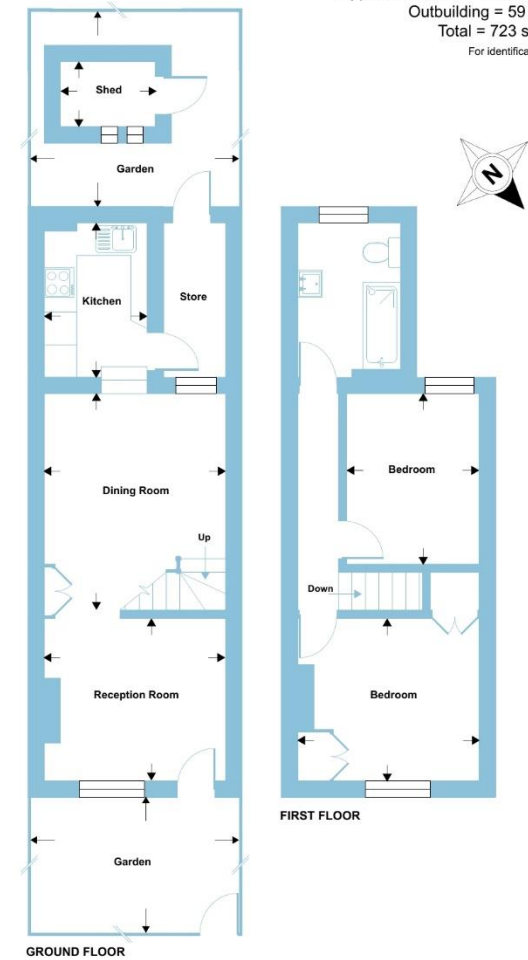 Outbuilding = 59
Total = 723 s
For identifica
Shed
Garden
N
Kitchen
Store
Dining Room
Up
Reception Room
Garden
GROUND FLOOR
Bedroom
Down
Bedroom
FIRST FLOOR